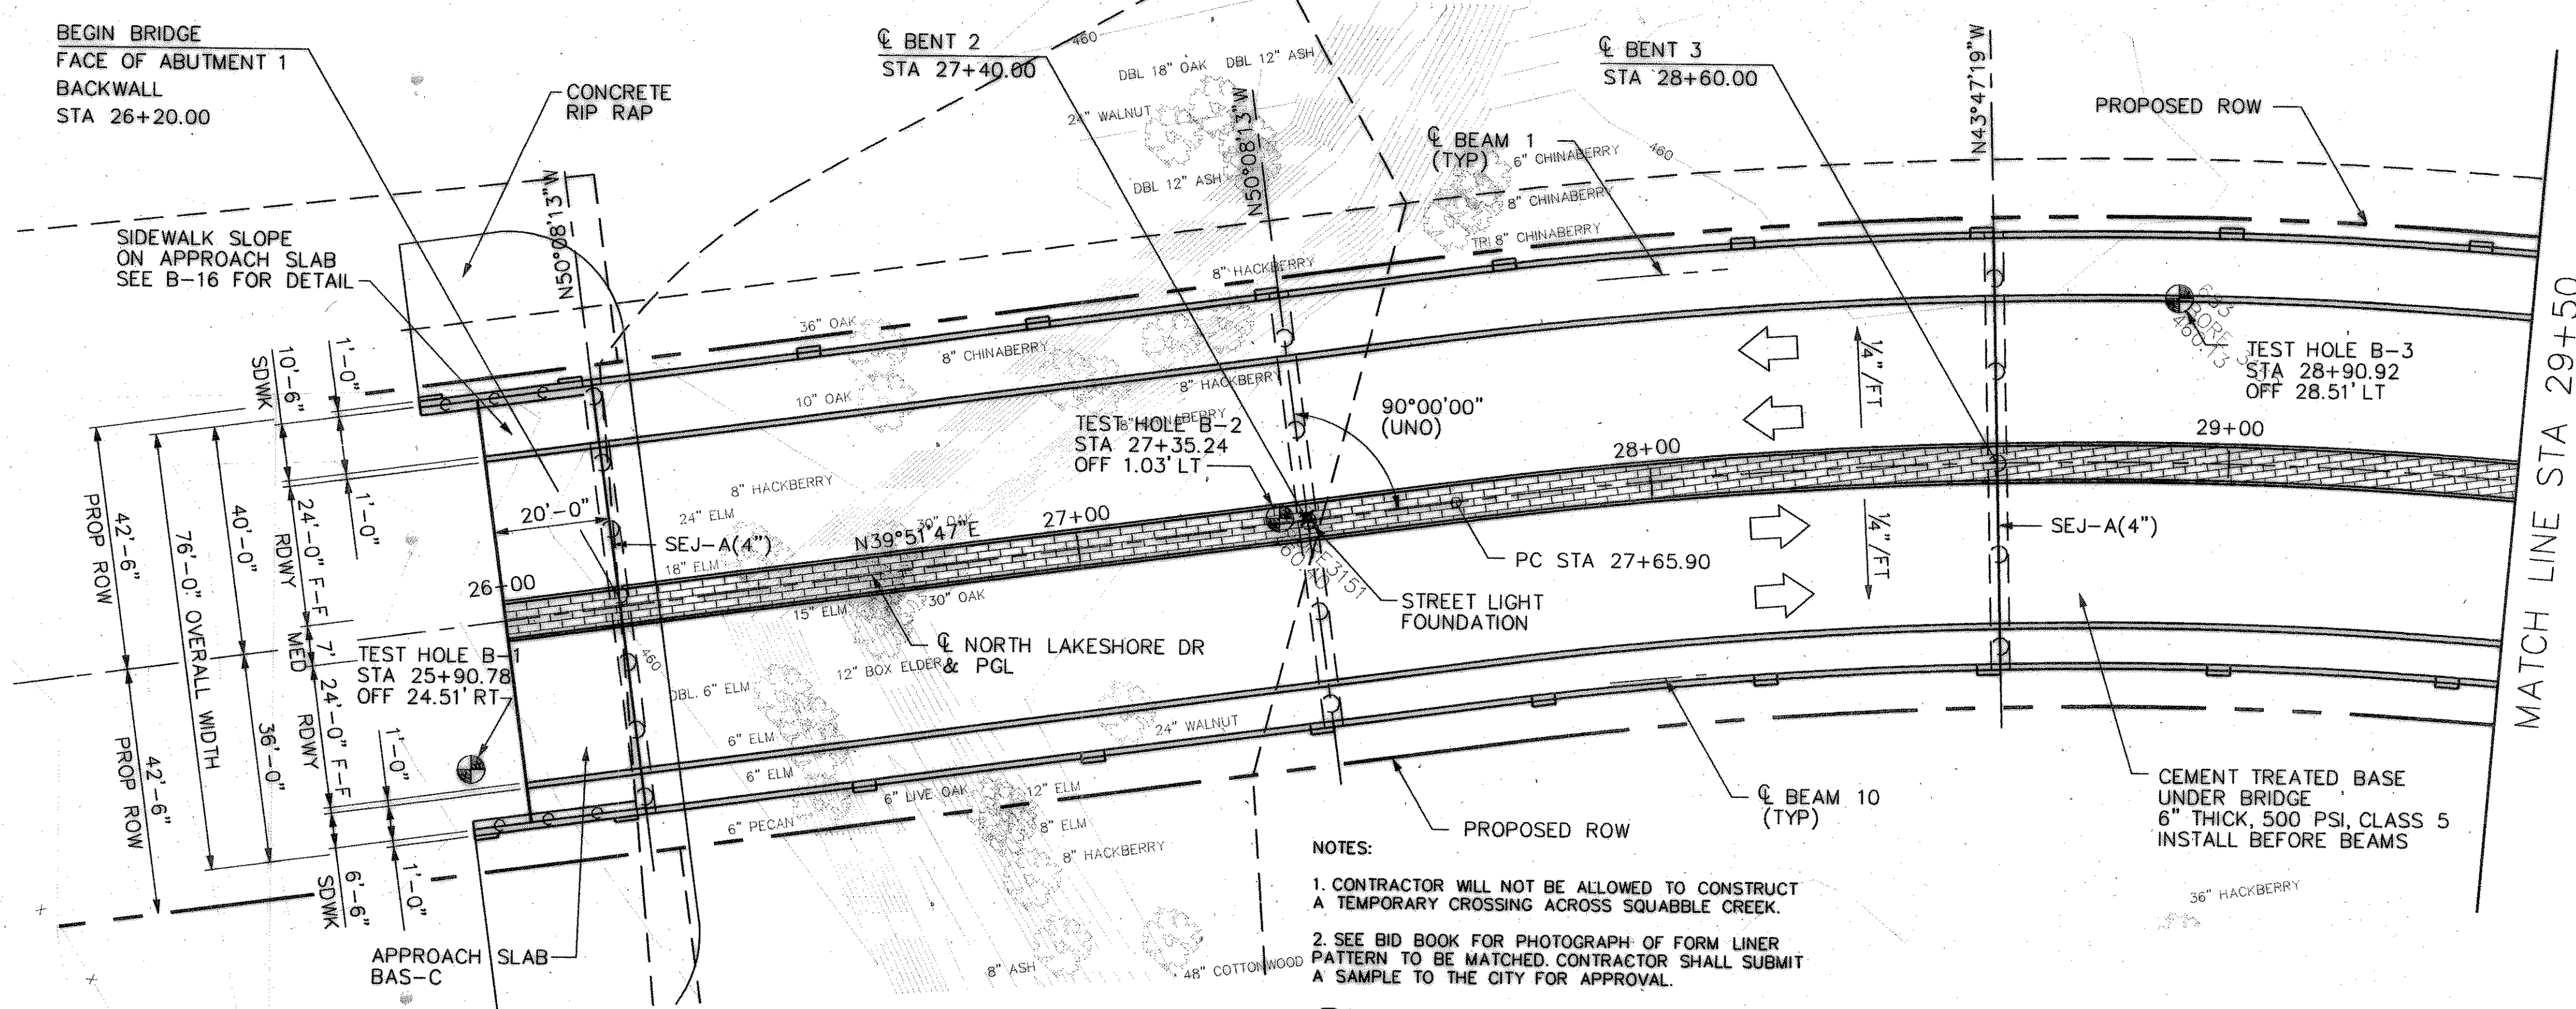 BEGIN BRIDGE
FACE OF ABUTMENT 1
BACKWALL
STA 26+20.00
CONCRETE
RIP RAP
SIDEWALK SLOPE
ON APPROACH SLAB
SEE B-16 FOR DETAIL
N50°08'13"W
℄ BENT 2
STA 27+40.00
460
DBL 18" OAK
DBL 12" ASH
24" WALNUT
DBL 12" ASH
N50°08'13"W
℄ BEAM 1
(TYP)
6" CHINABERRY
460
8" CHINABERRY
TRI 8" CHINABERRY
8" HACKBERRY
℄ BENT 3
STA 28+60.00
N43°47'19"W
PROPOSED ROW
MATCH LINE STA 29+50
36" OAK
8" CHINABERRY
10" OAK
8" HACKBERRY
90°00'00"
(UNO)
TEST HOLE B-2
STA 27+35.24
OFF 1.03' LT
1/4"/FT
TEST HOLE B-3
STA 28+90.92
OFF 28.51' LT
28+00
29+00
1'-0"
10'-6"
SDWK
1'-0"
24'-0" F-F
RDWY
40'-0"
76'-0" OVERALL WIDTH
42'-6"
PROP ROW
7'
MED
24'-0" F-F
RDWY
36'-0"
42'-6"
PROP ROW
1'-0"
6'-6"
SDWK
1'-0"
20'-0"
8" HACKBERRY
24" ELM
30" OAK
N39°51'47"E
27+00
SEJ-A(4")
18" ELM
26+00
15" ELM
30" OAK
PC STA 27+65.90
1/4"/FT
SEJ-A(4")
STREET LIGHT
FOUNDATION
℄ NORTH LAKESHORE DR
& PGL
12" BOX ELDER
460
TEST HOLE B-1
STA 25+90.78
OFF 24.51' RT
DBL. 6" ELM
24" WALNUT
6" ELM
6" ELM
6" LIVE OAK
12" ELM
6" PECAN
8" ELM
8" HACKBERRY
8" ASH
48" COTTONWOOD
APPROACH SLAB
BAS-C
PROPOSED ROW
℄ BEAM 10
(TYP)
CEMENT TREATED BASE
UNDER BRIDGE
6" THICK, 500 PSI, CLASS 5
INSTALL BEFORE BEAMS
36" HACKBERRY
NOTES:
1. CONTRACTOR WILL NOT BE ALLOWED TO CONSTRUCT
A TEMPORARY CROSSING ACROSS SQUABBLE CREEK.
2. SEE BID BOOK FOR PHOTOGRAPH OF FORM LINER
PATTERN TO BE MATCHED. CONTRACTOR SHALL SUBMIT
A SAMPLE TO THE CITY FOR APPROVAL.